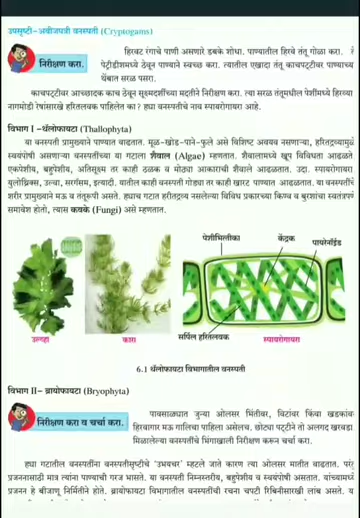 उपसृष्टी-अबीजपत्री वनस्पती (Cryptogams)
निरीक्षण करा.
हिरवट रंगाचे पाणी असणारे डबके शोधा. पाण्यातील हिरवे तंतू गोळा करा. ते
पेट्रीडीशमध्ये ठेवून पाण्याने स्वच्छ करा. त्यातील एखादा तंतू काचपट्टीवर पाण्याच्या
थेंबात सरळ पसरा.
काचपट्टीवर आच्छादक काच ठेवून सूक्ष्मदर्शीच्या मदतीने निरीक्षण करा. त्या सरळ तंतूमधील पेशींमध्ये हिरव्या
नागमोडी रेषांसारखे हरितलवक पाहिलेत का? ह्या वनस्पतीचे नाव स्पायरोगायरा आहे.
विभाग I -थॅलोफायटा (Thallophyta)
या वनस्पती प्रामुख्याने पाण्यात वाढतात. मूळ-खोड-पाने-फुले असे विशिष्ट अवयव नसणाऱ्या, हरितद्रव्यामुळे
स्वयंपोषी असणाऱ्या वनस्पतींच्या या गटाला शैवाल (Algae) म्हणतात. शैवालामध्ये खूप विविधता आढळते.
एकपेशीय, बहुपेशीय, अतिसूक्ष्म तर काही ठळक व मोठ्या आकाराची शैवाले आढळतात. उदा. स्पायरोगायरा
युलोथ्रिक्स, उल्वा, सरगॅसम, इत्यादी. यातील काही वनस्पती गोड्या तर काही खारट पाण्यात आढळतात. या वनस्पतींचे
शरीर प्रामुख्याने मऊ व तंतूरूपी असते. ह्याच गटात हरीतद्रव्य नसलेल्या विविध प्रकारच्या किण्व व बुरशांचा स्वतंत्रपणे
समावेश होतो, त्यास कवके (Fungi) असे म्हणतात.
पेशीभित्तीका
केंद्रक
पायरेनॉईड
उल्व्हा
कारा
सर्पिल हरितलवक
स्पायरोगायरा
6.1 थॅलोफायटा विभागातील वनस्पती
विभाग II- ब्रायोफायटा (Bryophyta)
निरीक्षण करा व चर्चा करा.
पावसाळ्यात जुन्या ओलसर भिंतीवर, विटांवर किंवा खडकांवर
हिरवागार मऊ गालिचा पाहिला असेलच. छोट्या पट्टीने तो अलगद खरवडा
मिळालेल्या वनस्पतींचे भिंगाखाली निरीक्षण करून चर्चा करा.
ह्या गटातील वनस्पतींना वनस्पतीसृष्टीचे 'उभयचर' म्हटले जाते कारण त्या ओलसर मातीत वाढतात. परंतु
प्रजननासाठी मात्र त्यांना पाण्याची गरज भासते. या वनस्पती निम्नस्तरीय, बहुपेशीय व स्वयंपोषी असतात. यांच्यामध्ये
प्रजनन हे बीजाणू निर्मितीने होते. ब्रायोफायटा विभागातील वनस्पतींची रचना चपटी रिबिनीसारखी लांब असते. य